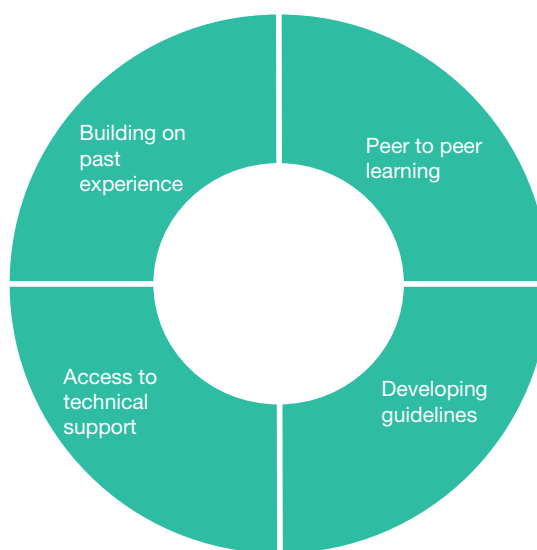 Building on
past
experience
Peer to peer
learning
Access to
technical
support
Developing
guidelines